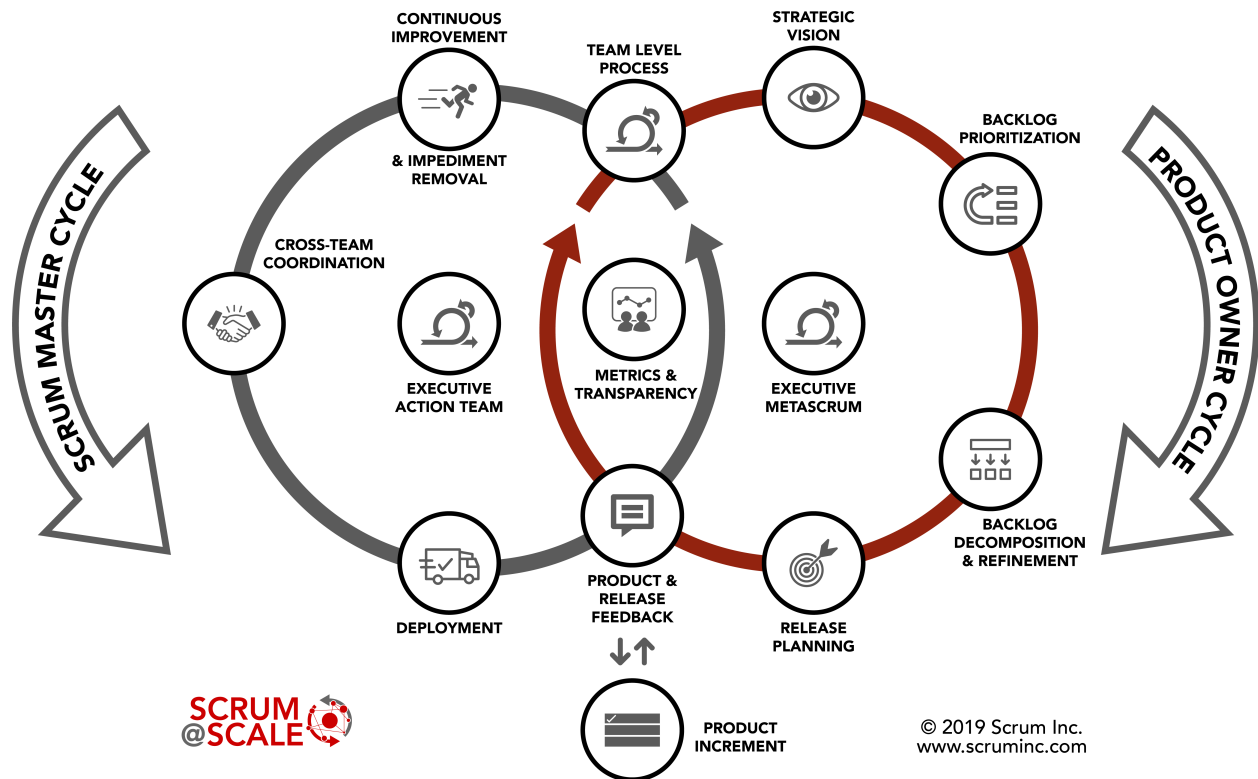 CONTINUOUS
IMPROVEMENT
& IMPEDIMENT
REMOVAL
TEAM LEVEL
PROCESS
STRATEGIC
VISION
BACKLOG
PRIORITIZATION
SCRUM MASTER CYCLE
CROSS-TEAM
COORDINATION
EXECUTIVE
ACTION TEAM
METRICS &
TRANSPARENCY
EXECUTIVE
METASCRUM
PRODUCT OWNER CYCLE
DEPLOYMENT
PRODUCT &
RELEASE
FEEDBACK
RELEASE
PLANNING
BACKLOG
DECOMPOSITION
& REFINEMENT
SCRUM
@SCALE
PRODUCT
INCREMENT
© 2019 Scrum Inc.
www.scruminc.com